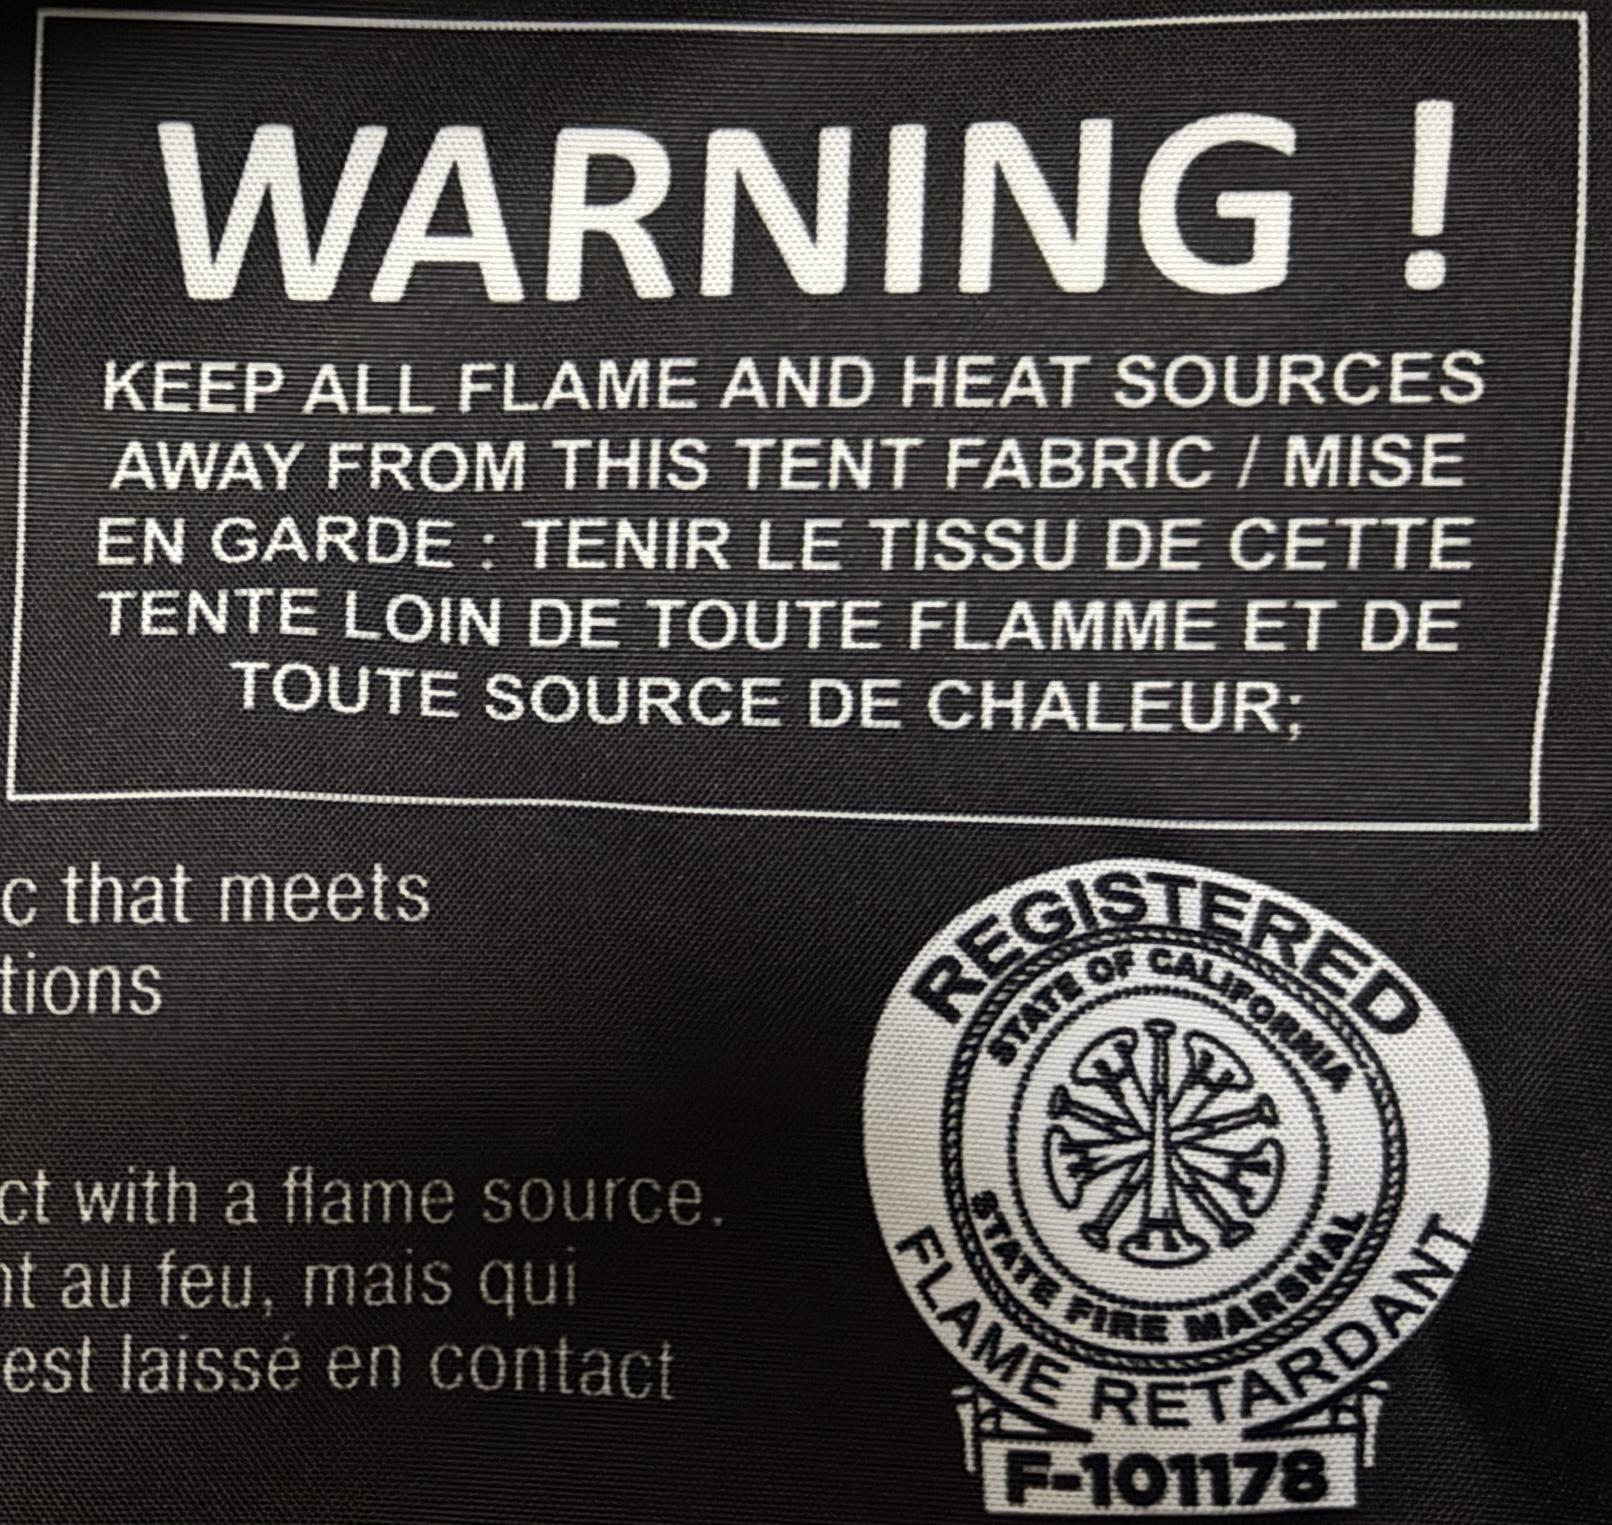 WARNING !
KEEP ALL FLAME AND HEAT SOURCES
AWAY FROM THIS TENT FABRIC / MISE
EN GARDE : TENIR LE TISSU DE CETTE
TENTE LOIN DE TOUTE FLAMME ET DE
TOUTE SOURCE DE CHALEUR;
c that meets
tions
ct with a flame source.
nt au feu, mais qui
est laissé en contact
REGISTERED
STATE OF CALIFORNIA
STATE FIRE MARSHAL
FLAME RETARDANT
F-101178